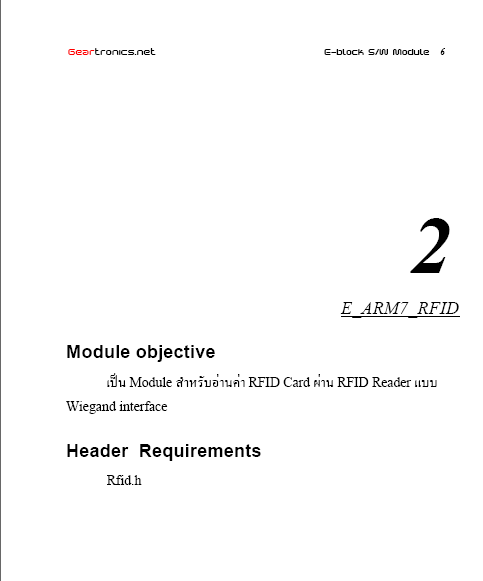 Geartronics.net E-block S/W Module 6
2
E_ARM7_RFID
Module objective
เป็น Module สำหรับอ่านค่า RFID Card ผ่าน RFID Reader แบบ
Wiegand interface
Header Requirements
Rfid.h